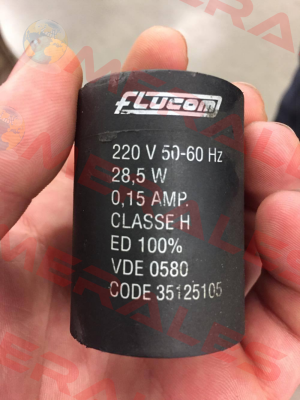 FLUCOM
220 V 50-60 Hz
28,5 W
0,15 AMP.
CLASSE H
ED 100%
VDE 0580
CODE 35125105